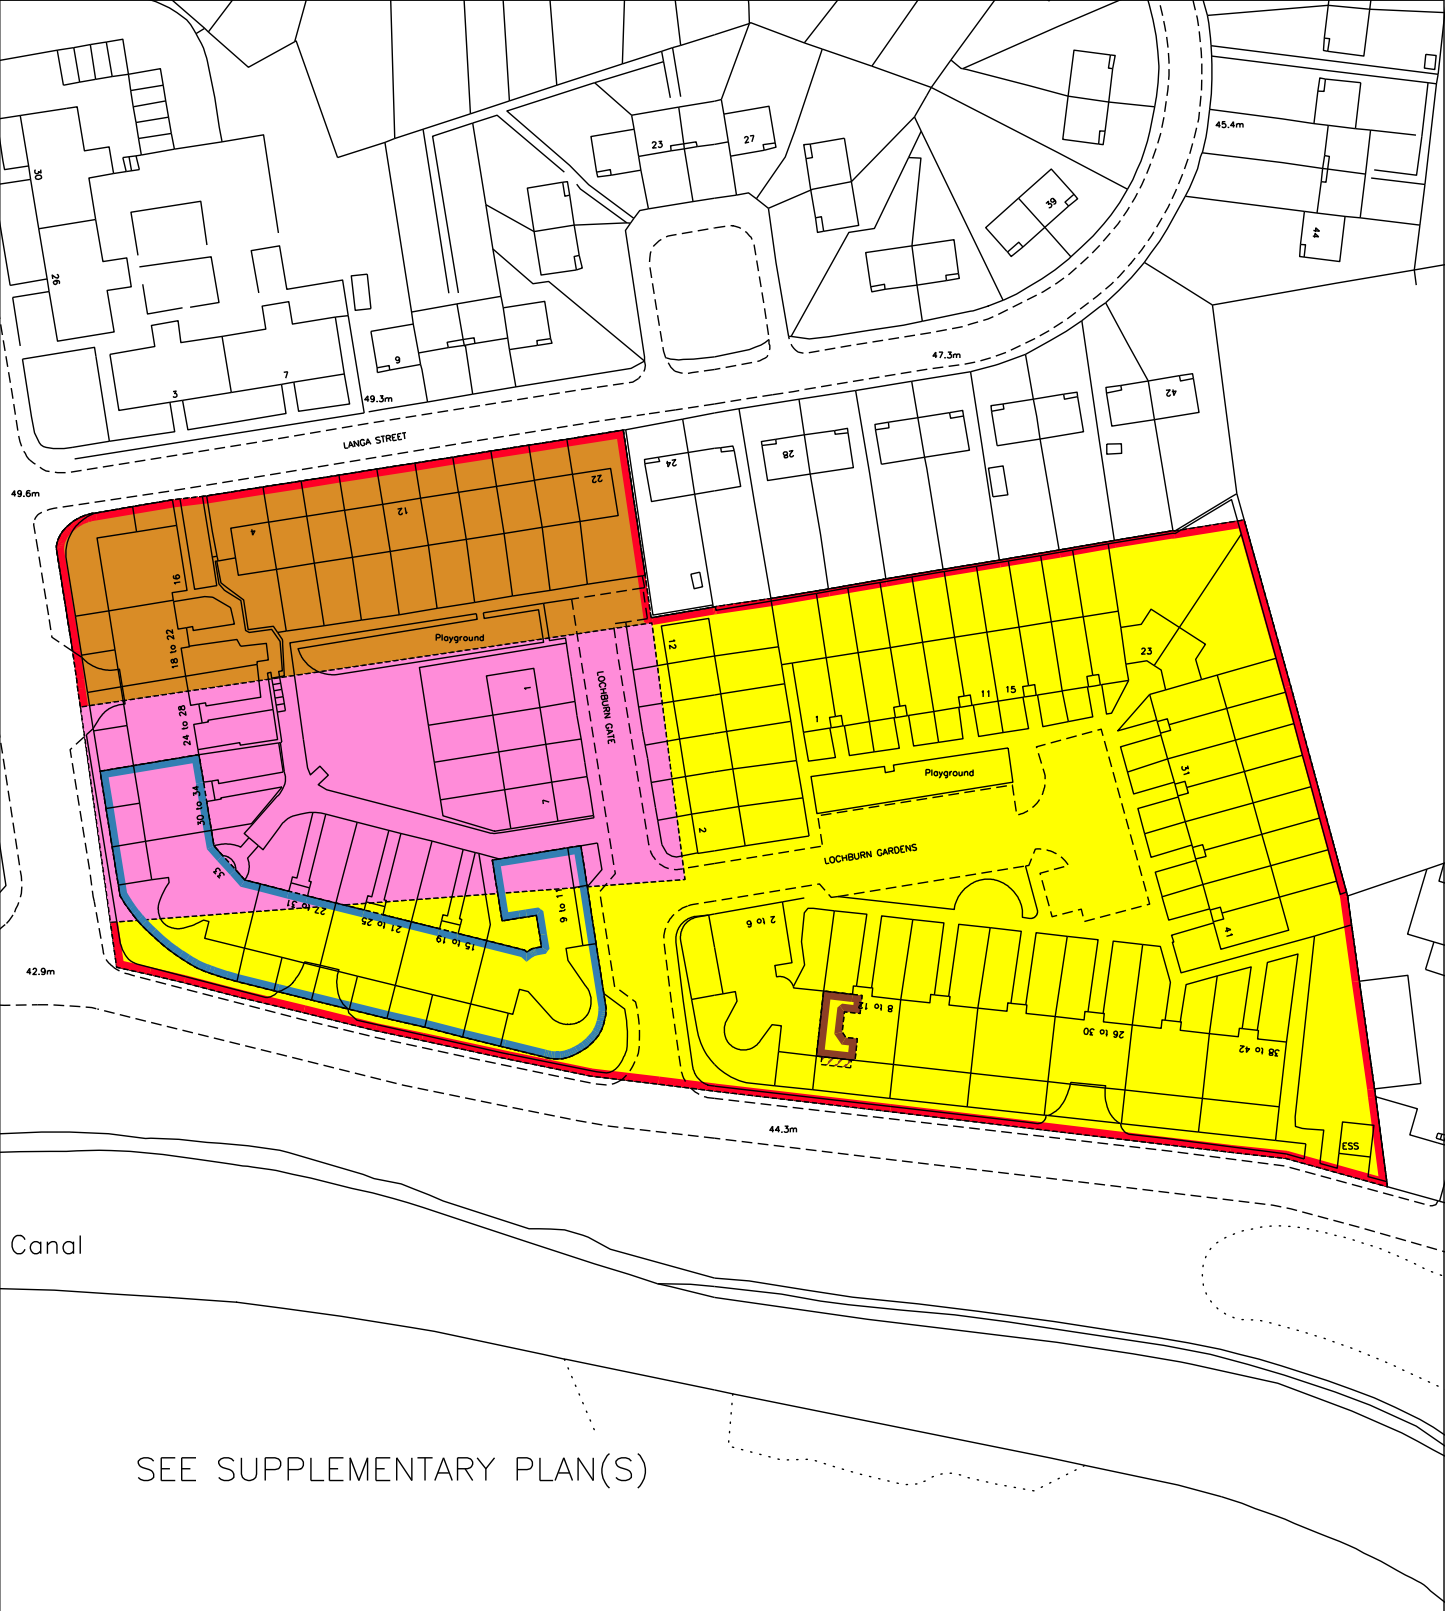 45.4m
23
27
30
39
44
26
47.3m
9
7
3
49.3m
42
LANGA STREET
24
28
49.6m
22
12
4
16
18 to 22
Playground
12
23
LOCHBURN GATE
1
11
15
1
24 to 28
31
Playground
30 to 34
7
2
LOCHBURN GARDENS
33
27 to 31
21 to 25
15 to 19
1 to 6
2 to 6
41
42.9m
8 to 12
26 to 30
38 to 42
44.3m
ESS
Canal
SEE SUPPLEMENTARY PLAN(S)